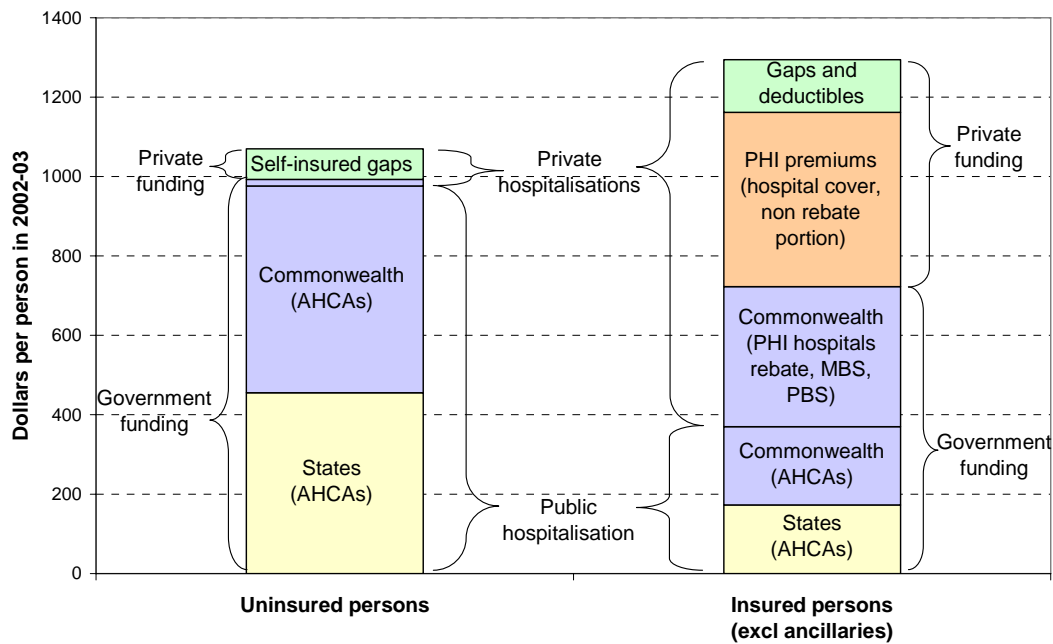 1400
1200
1000
800
600
400
200
0
Dollars per person in 2002-03
Private
funding
Government
funding
Self-insured gaps
Commonwealth
(AHCAs)
States
(AHCAs)
Private
hospitalisations
Public
hospitalisation
Gaps and
deductibles
PHI premiums
(hospital cover,
non rebate
portion)
Commonwealth
(PHI hospitals
rebate, MBS,
PBS)
Commonwealth
(AHCAs)
States
(AHCAs)
Private
funding
Government
funding
Uninsured persons
Insured persons
(excl ancillaries)